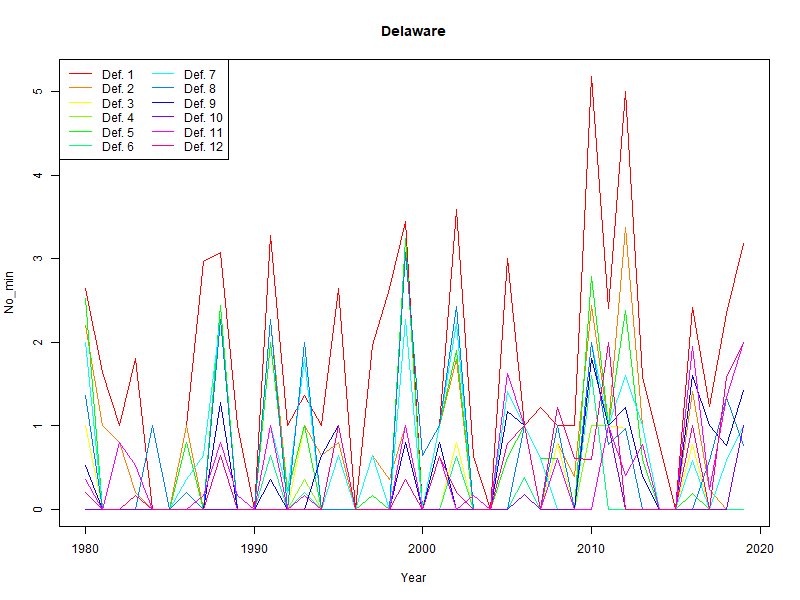 Delaware
Def. 1 Def. 7
Def. 2 Def. 8
Def. 3 Def. 9
Def. 4 Def. 10
Def. 5 Def. 11
Def. 6 Def. 12
No_min
5
4
3
2
1
0
1980 1990 2000 2010 2020
Year